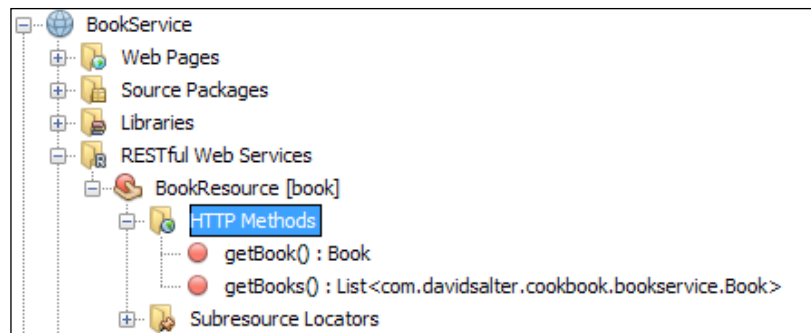 BookService
Web Pages
Source Packages
Libraries
RESTful Web Services
BookResource [book]
HTTP Methods
getBook() : Book
getBooks() : List<com.davidsalter.cookbook.bookservice.Book>
Subresource Locators